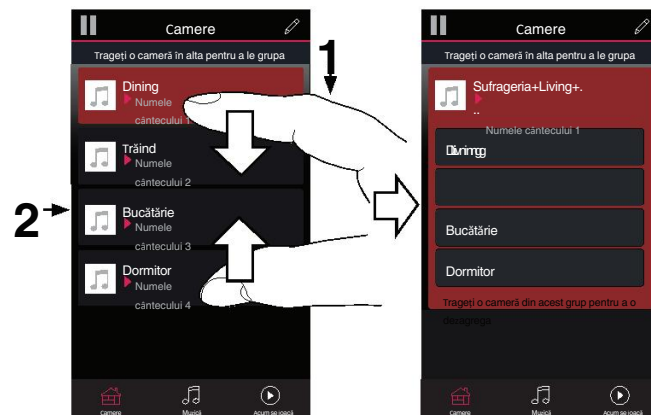 Camere
Trageți o cameră în alta pentru a le grupa
1
Dining
Numele
cântecului 1
Trăind
Numele
cântecului 2
2
Bucătărie
Numele
cântecului 3
Dormitor
Numele
cântecului 4
Camere
Muzică
Acum se joacă
Camere
Trageți o cameră în alta pentru a le grupa
Sufrageria+Living+.
..
Numele cântecului 1
Bucătărie
Dormitor
Trageți o cameră din acest grup pentru a o
dezagrega
Camere
Muzică
Acum se joacă